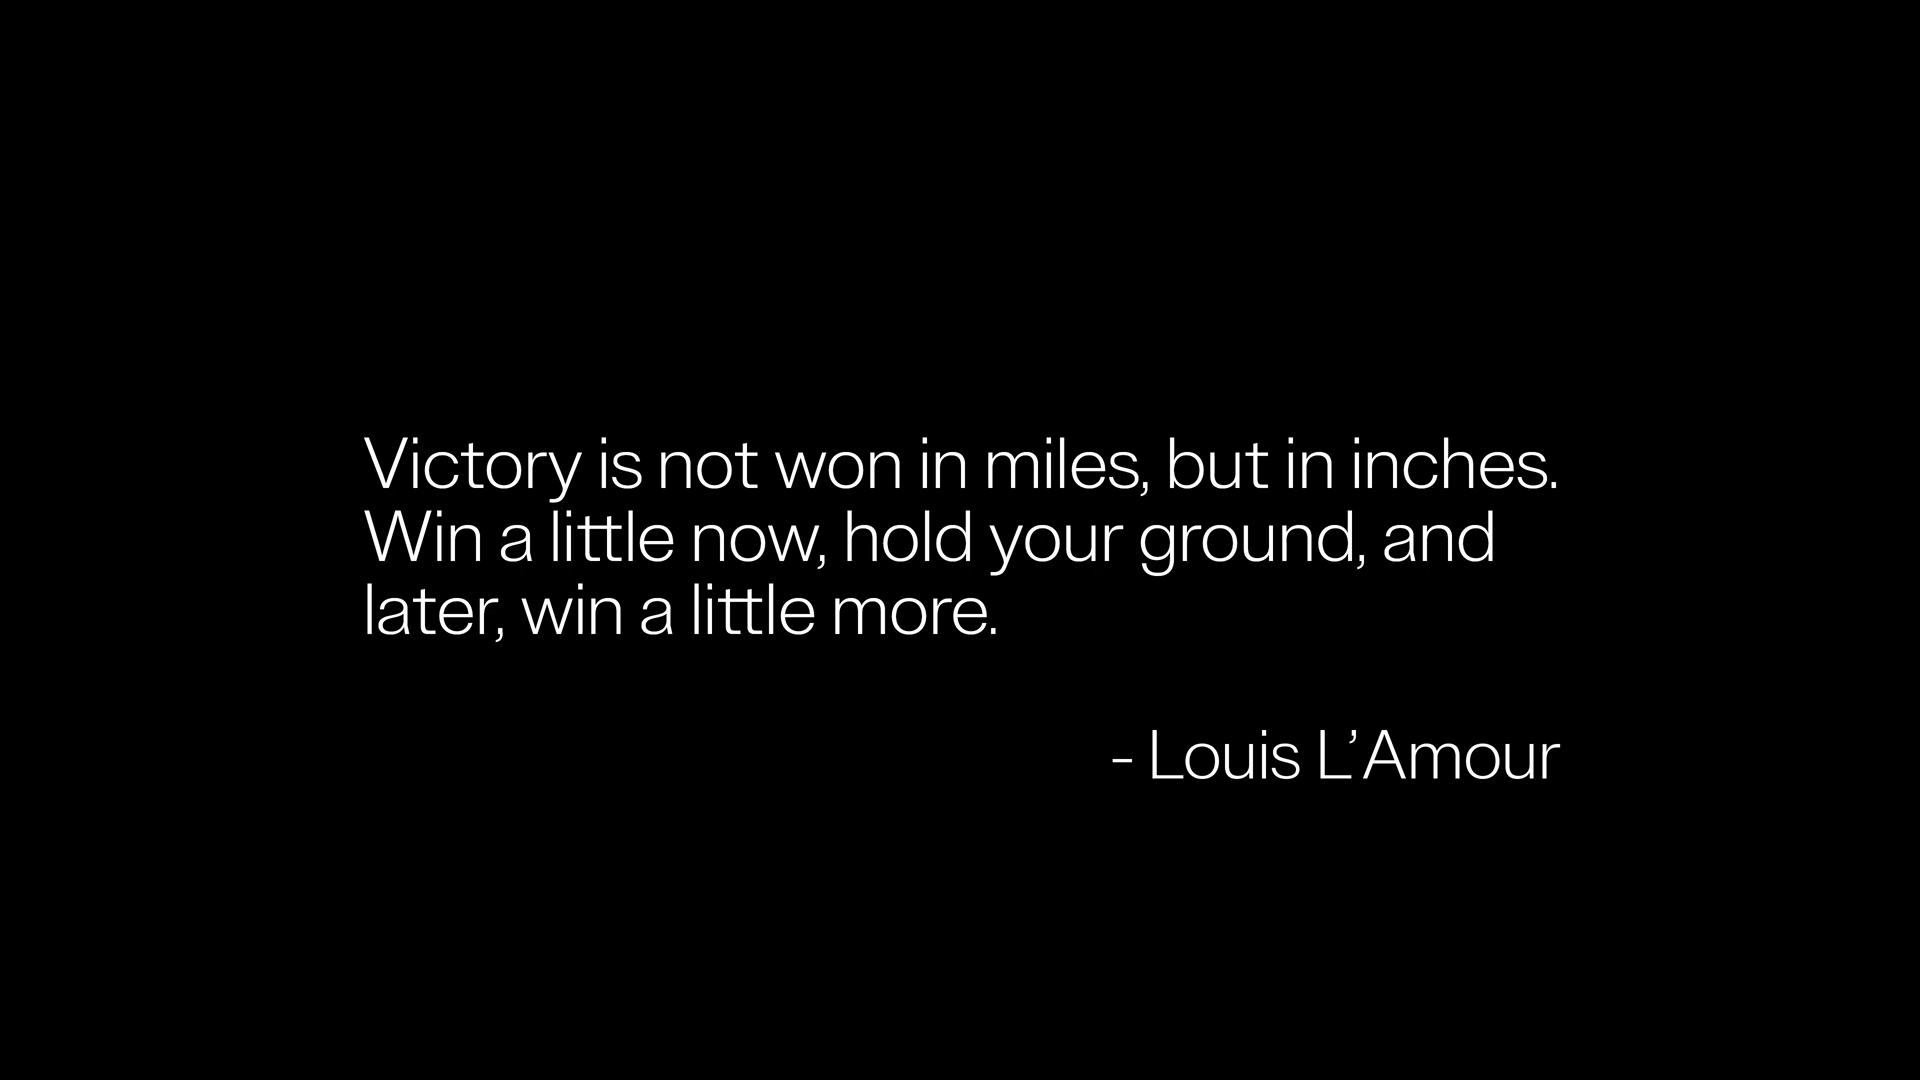 Victory is not won in miles, but in inches.
Win a little now, hold your ground, and
later, win a little more.
- Louis L’Amour